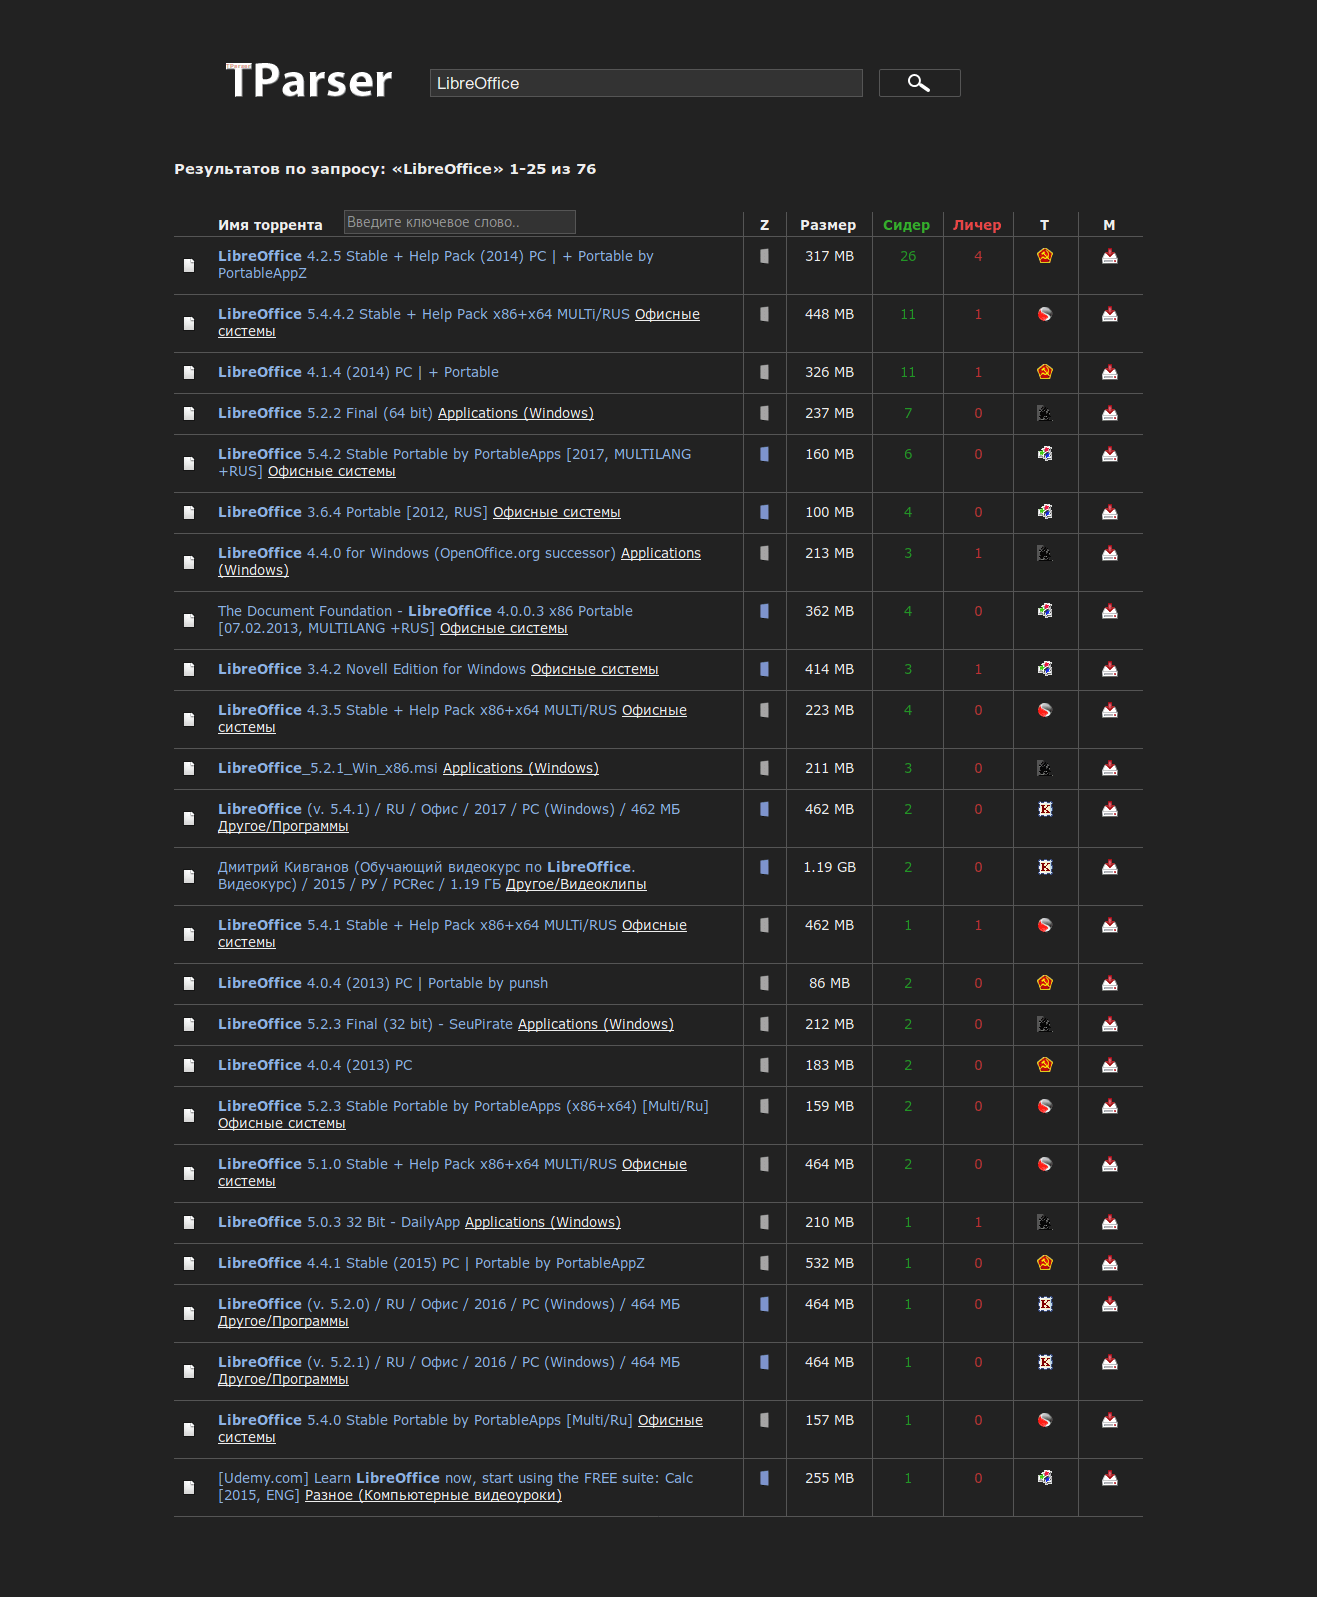 TParser
LibreOffice
Результатов по запросу: «LibreOffice» 1-25 из 76
Имя торрента Введите ключевое слово.. Z Размер Сидер Личер Т М
LibreOffice 4.2.5 Stable + Help Pack (2014) PC | + Portable by 317 MB 26 4
PortableAppZ
LibreOffice 5.4.4.2 Stable + Help Pack x86+x64 MULTi/RUS Офисные 448 MB 11 1
системы
LibreOffice 4.1.4 (2014) PC | + Portable 326 MB 11 1
LibreOffice 5.2.2 Final (64 bit) Applications (Windows) 237 MB 7 0
LibreOffice 5.4.2 Stable Portable by PortableApps [2017, MULTILANG 160 MB 6 0
+RUS] Офисные системы
LibreOffice 3.6.4 Portable [2012, RUS] Офисные системы 100 MB 4 0
LibreOffice 4.4.0 for Windows (OpenOffice.org successor) Applications 213 MB 3 1
(Windows)
The Document Foundation - LibreOffice 4.0.0.3 x86 Portable 362 MB 4 0
[07.02.2013, MULTILANG +RUS] Офисные системы
LibreOffice 3.4.2 Novell Edition for Windows Офисные системы 414 MB 3 1
LibreOffice 4.3.5 Stable + Help Pack x86+x64 MULTi/RUS Офисные 223 MB 4 0
системы
LibreOffice_5.2.1_Win_x86.msi Applications (Windows) 211 MB 3 0
LibreOffice (v. 5.4.1) / RU / Офис / 2017 / PC (Windows) / 462 МБ 462 MB 2 0
Другое/Программы
Дмитрий Кивганов (Обучающий видеокурс по LibreOffice. 1.19 GB 2 0
Видеокурс) / 2015 / РУ / PCRec / 1.19 ГБ Другое/Видеоклипы
LibreOffice 5.4.1 Stable + Help Pack x86+x64 MULTi/RUS Офисные 462 MB 1 1
системы
LibreOffice 4.0.4 (2013) PC | Portable by punsh 86 MB 2 0
LibreOffice 5.2.3 Final (32 bit) - SeuPirate Applications (Windows) 212 MB 2 0
LibreOffice 4.0.4 (2013) PC 183 MB 2 0
LibreOffice 5.2.3 Stable Portable by PortableApps (x86+x64) [Multi/Ru] 159 MB 2 0
Офисные системы
LibreOffice 5.1.0 Stable + Help Pack x86+x64 MULTi/RUS Офисные 464 MB 2 0
системы
LibreOffice 5.0.3 32 Bit - DailyApp Applications (Windows) 210 MB 1 1
LibreOffice 4.4.1 Stable (2015) PC | Portable by PortableAppZ 532 MB 1 0
LibreOffice (v. 5.2.0) / RU / Офис / 2016 / PC (Windows) / 464 МБ 464 MB 1 0
Другое/Программы
LibreOffice (v. 5.2.1) / RU / Офис / 2016 / PC (Windows) / 464 МБ 464 MB 1 0
Другое/Программы
LibreOffice 5.4.0 Stable Portable by PortableApps [Multi/Ru] Офисные 157 MB 1 0
системы
[Udemy.com] Learn LibreOffice now, start using the FREE suite: Calc 255 MB 1 0
[2015, ENG] Разное (Компьютерные видеоуроки)